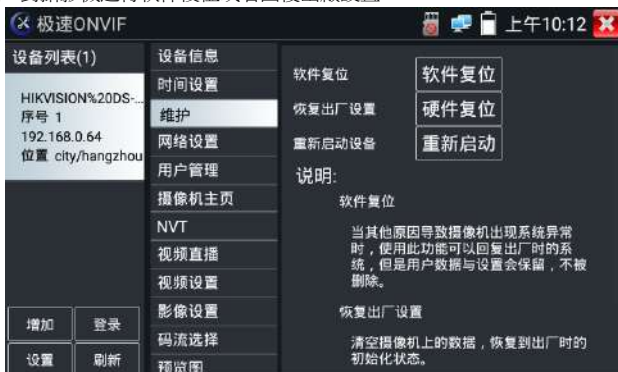 极速ONVIF
上午10:12
设备列表(1)
HIKVISION%20DS-...
序号 1
192.168.0.64
位置 city/hangzhou
增加
登录
设置
刷新
设备信息
时间设置
维护
网络设置
用户管理
摄像机主页
NVT
视频直播
视频设置
影像设置
码流选择
预览图
软件复位
软件复位
恢复出厂设置
硬件复位
重新启动设备
重新启动
说明:
软件复位
当其他原因导致摄像机出现系统异常
时，使用此功能可以回复出厂时的系
统，但是用户数据与设置会保留，不被
删除。
恢复出厂设置
清空摄像机上的数据，恢复到出厂时的
初始化状态。